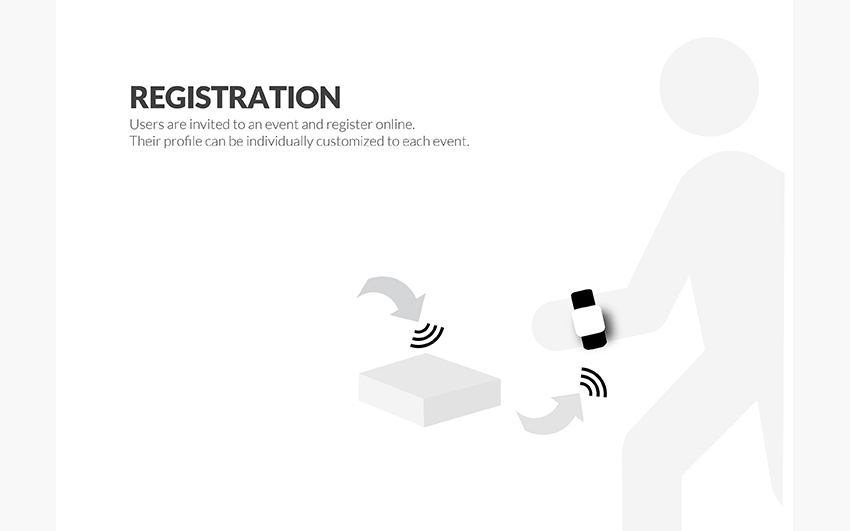 REGISTRATION
Users are invited to an event and register online.
Their profile can be individually customized to each event.